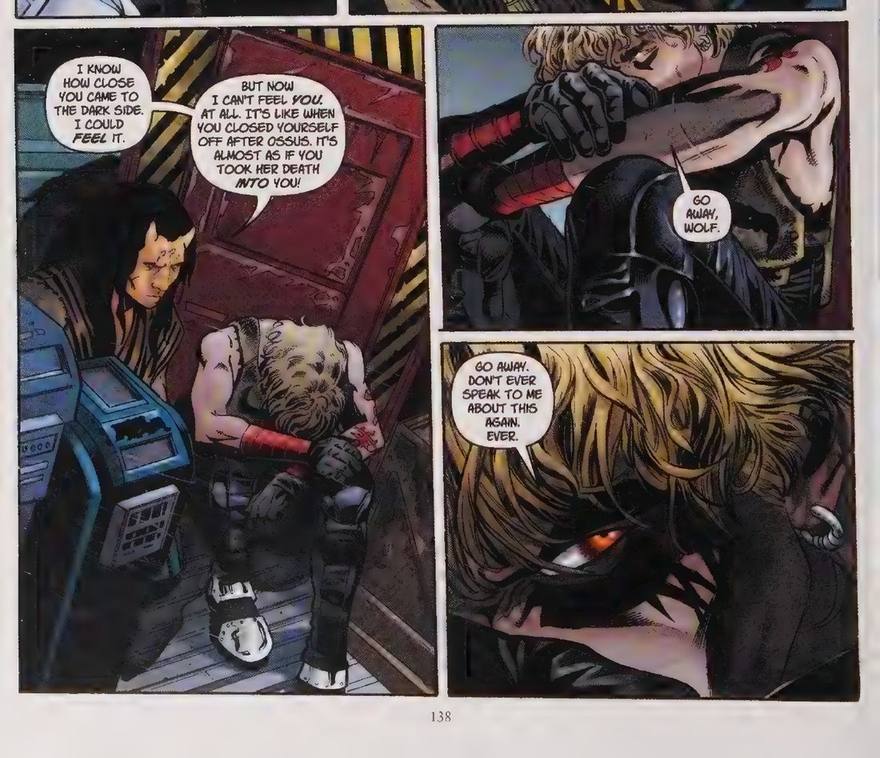 I KNOW
HOW CLOSE
YOU CAME TO
THE DARK SIDE.
I COULD
FEEL IT.
BUT NOW
I CAN'T FEEL YOU.
AT ALL. IT'S LIKE WHEN
YOU CLOSED YOURSELF
OFF AFTER OSSUS. IT'S
ALMOST AS IF YOU
TOOK HER DEATH
INTO YOU!
GO
AWAY,
WOLF.
GO AWAY.
DON'T EVER
SPEAK TO ME
ABOUT THIS
AGAIN.
EVER.
138